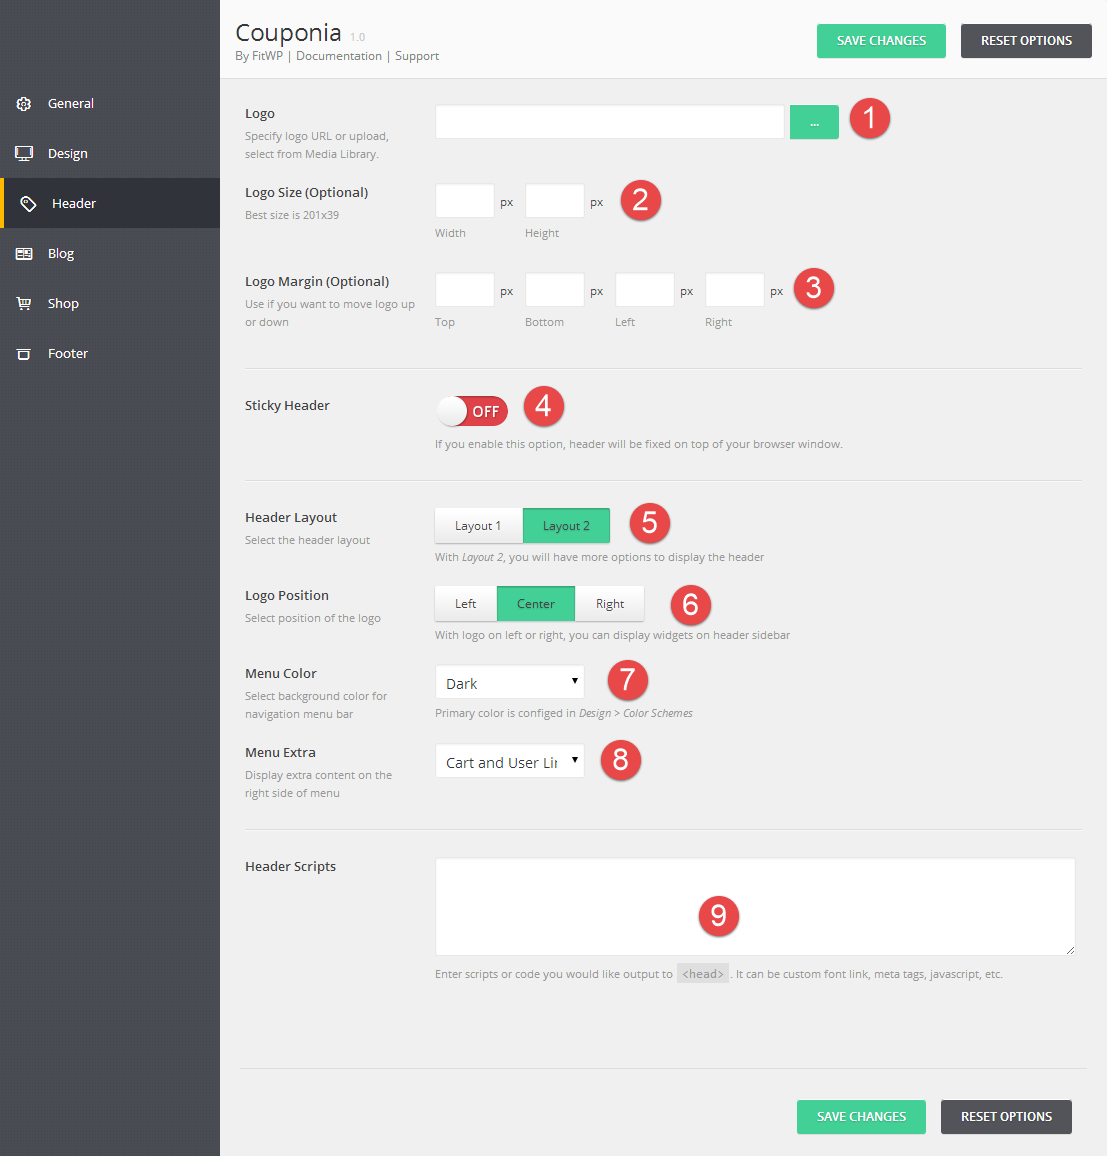 Couponia 1.0
By FitWP | Documentation | Support
SAVE CHANGES
RESET OPTIONS
General
Design
Header
Blog
Shop
Footer
Logo
Specify logo URL or upload,
select from Media Library.
...
1
Logo Size (Optional)
Best size is 201x39
px
px
2
Width
Height
Logo Margin (Optional)
Use if you want to move logo up
or down
px
px
px
px
3
Top
Bottom
Left
Right
Sticky Header
OFF
4
If you enable this option, header will be fixed on top of your browser window.
Header Layout
Select the header layout
Layout 1
Layout 2
5
With Layout 2, you will have more options to display the header
Logo Position
Select position of the logo
Left
Center
Right
6
With logo on left or right, you can display widgets on header sidebar
Menu Color
Select background color for
navigation menu bar
Dark
7
Primary color is configed in Design > Color Schemes
Menu Extra
Display extra content on the
right side of menu
Cart and User Lir
8
Header Scripts
9
Enter scripts or code you would like output to <head> . It can be custom font link, meta tags, javascript, etc.
SAVE CHANGES
RESET OPTIONS